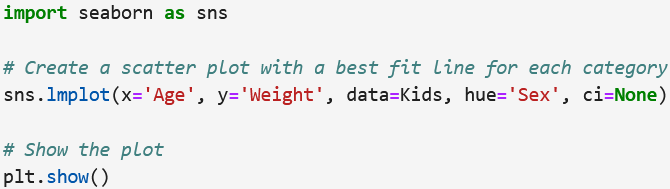 import seaborn as sns
# Create a scatter plot with a best fit line for each category
sns.lmplot(x='Age', y='Weight', data=Kids, hue='Sex', ci=None)
# Show the plot
plt.show()